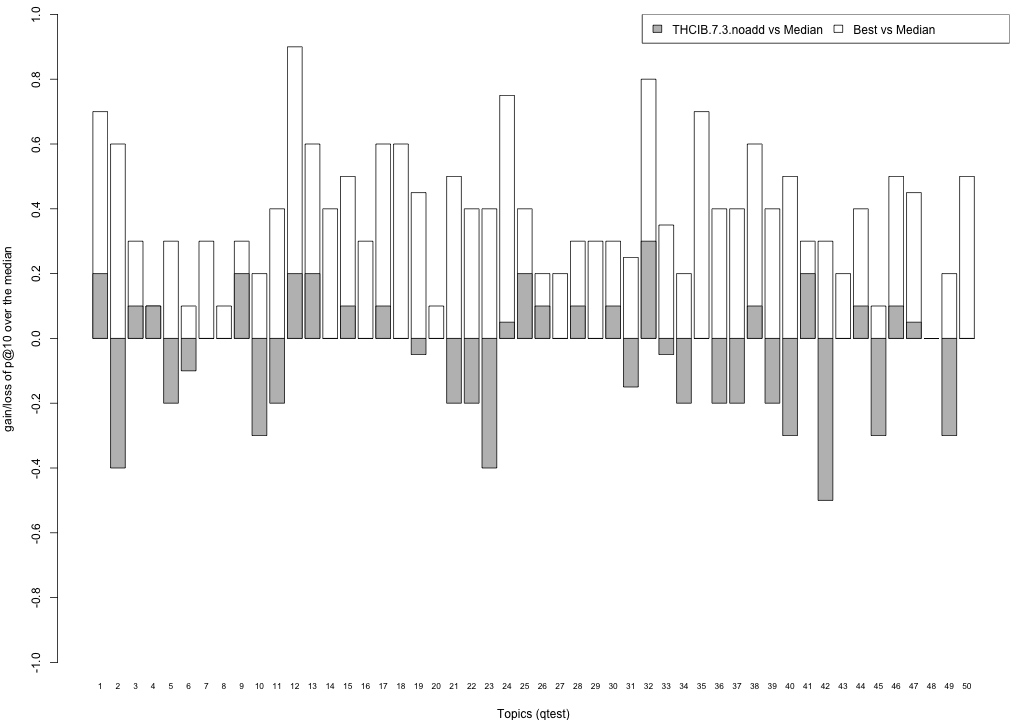 THCIB.7.3.noadd vs Median Best vs Median
gain/loss of p@10 over the median
1.0
0.8
0.6
0.4
0.2
0.0
-0.2
-0.4
-0.6
-0.8
-1.0
1 2 3 4 5 6 7 8 9 10 11 12 13 14 15 16 17 18 19 20 21 22 23 24 25 26 27 28 29 30 31 32 33 34 35 36 37 38 39 40 41 42 43 44 45 46 47 48 49 50
Topics (qtest)